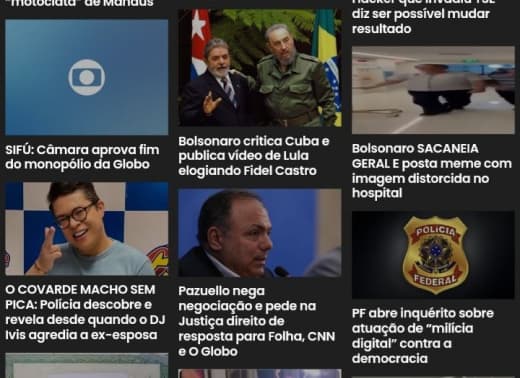 "motociata" de Manaus
SIFÚ: Câmara aprova fim
do monopólio da Globo
O COVARDE MACHO SEM
PICA: Polícia descobre e
revela desde quando o DJ
Ivis agredia a ex-esposa
Bolsonaro critica Cuba e
publica vídeo de Lula
elogiando Fidel Castro
Pazuello nega
negociação e pede na
Justiça direito de
resposta para Folha, CNN
e O Globo
hacker que invadiu TSE
diz ser possível mudar
resultado
Bolsonaro SACANEIA
GERAL E posta meme com
imagem distorcida no
hospital
POLÍCIA
FEDERAL
PF abre inquérito sobre
atuação de “milícia
digital” contra a
democracia